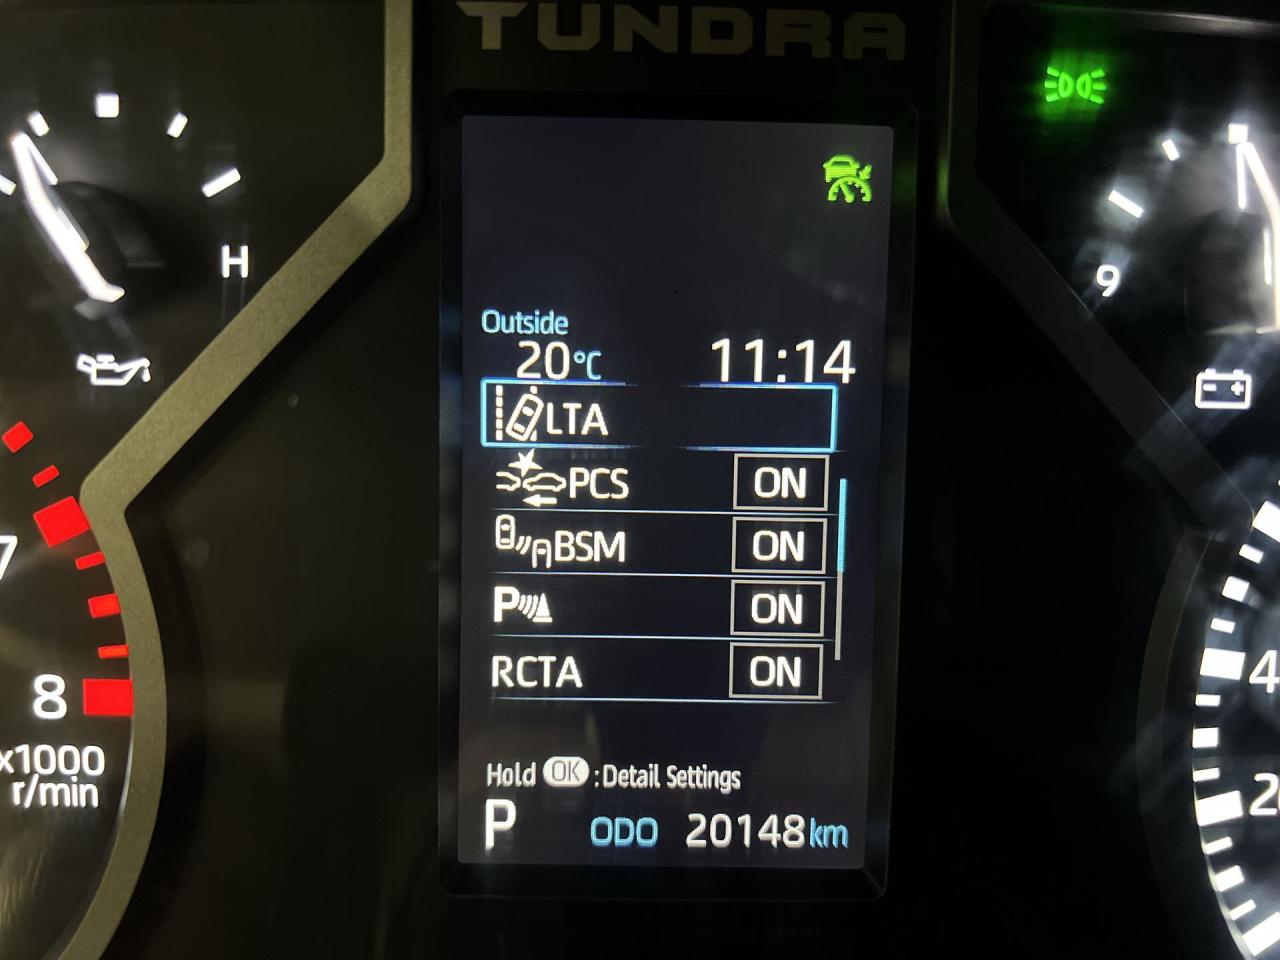 TUNDRA
H
9
Outside
20°C 11:14
LTA
PCS ON
BSM ON
P ON
RCTA ON
7
8
x1000
r/min
4
2
Hold OK :Detail Settings
P ODO 20148 km